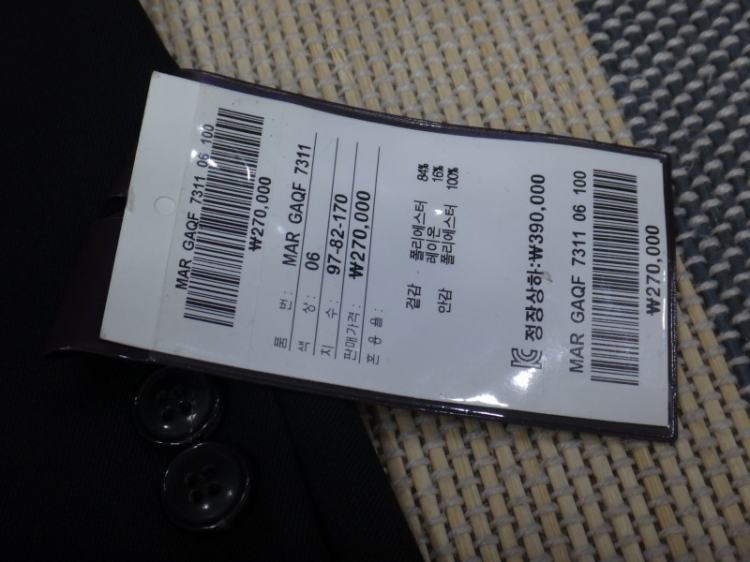 MAR GAQF 7311 06 100
₩270,000
품 번 : MAR GAQF 7311
색 상 : 06
치 수 : 97-82-170
판매가격 : ₩270,000
혼 용 율 :
겉감 : 폴리에스터 84%
레이온 16%
안감 폴리에스터 100%
정장상하:₩390,000
MAR GAQF 7311 06 100
₩270,000